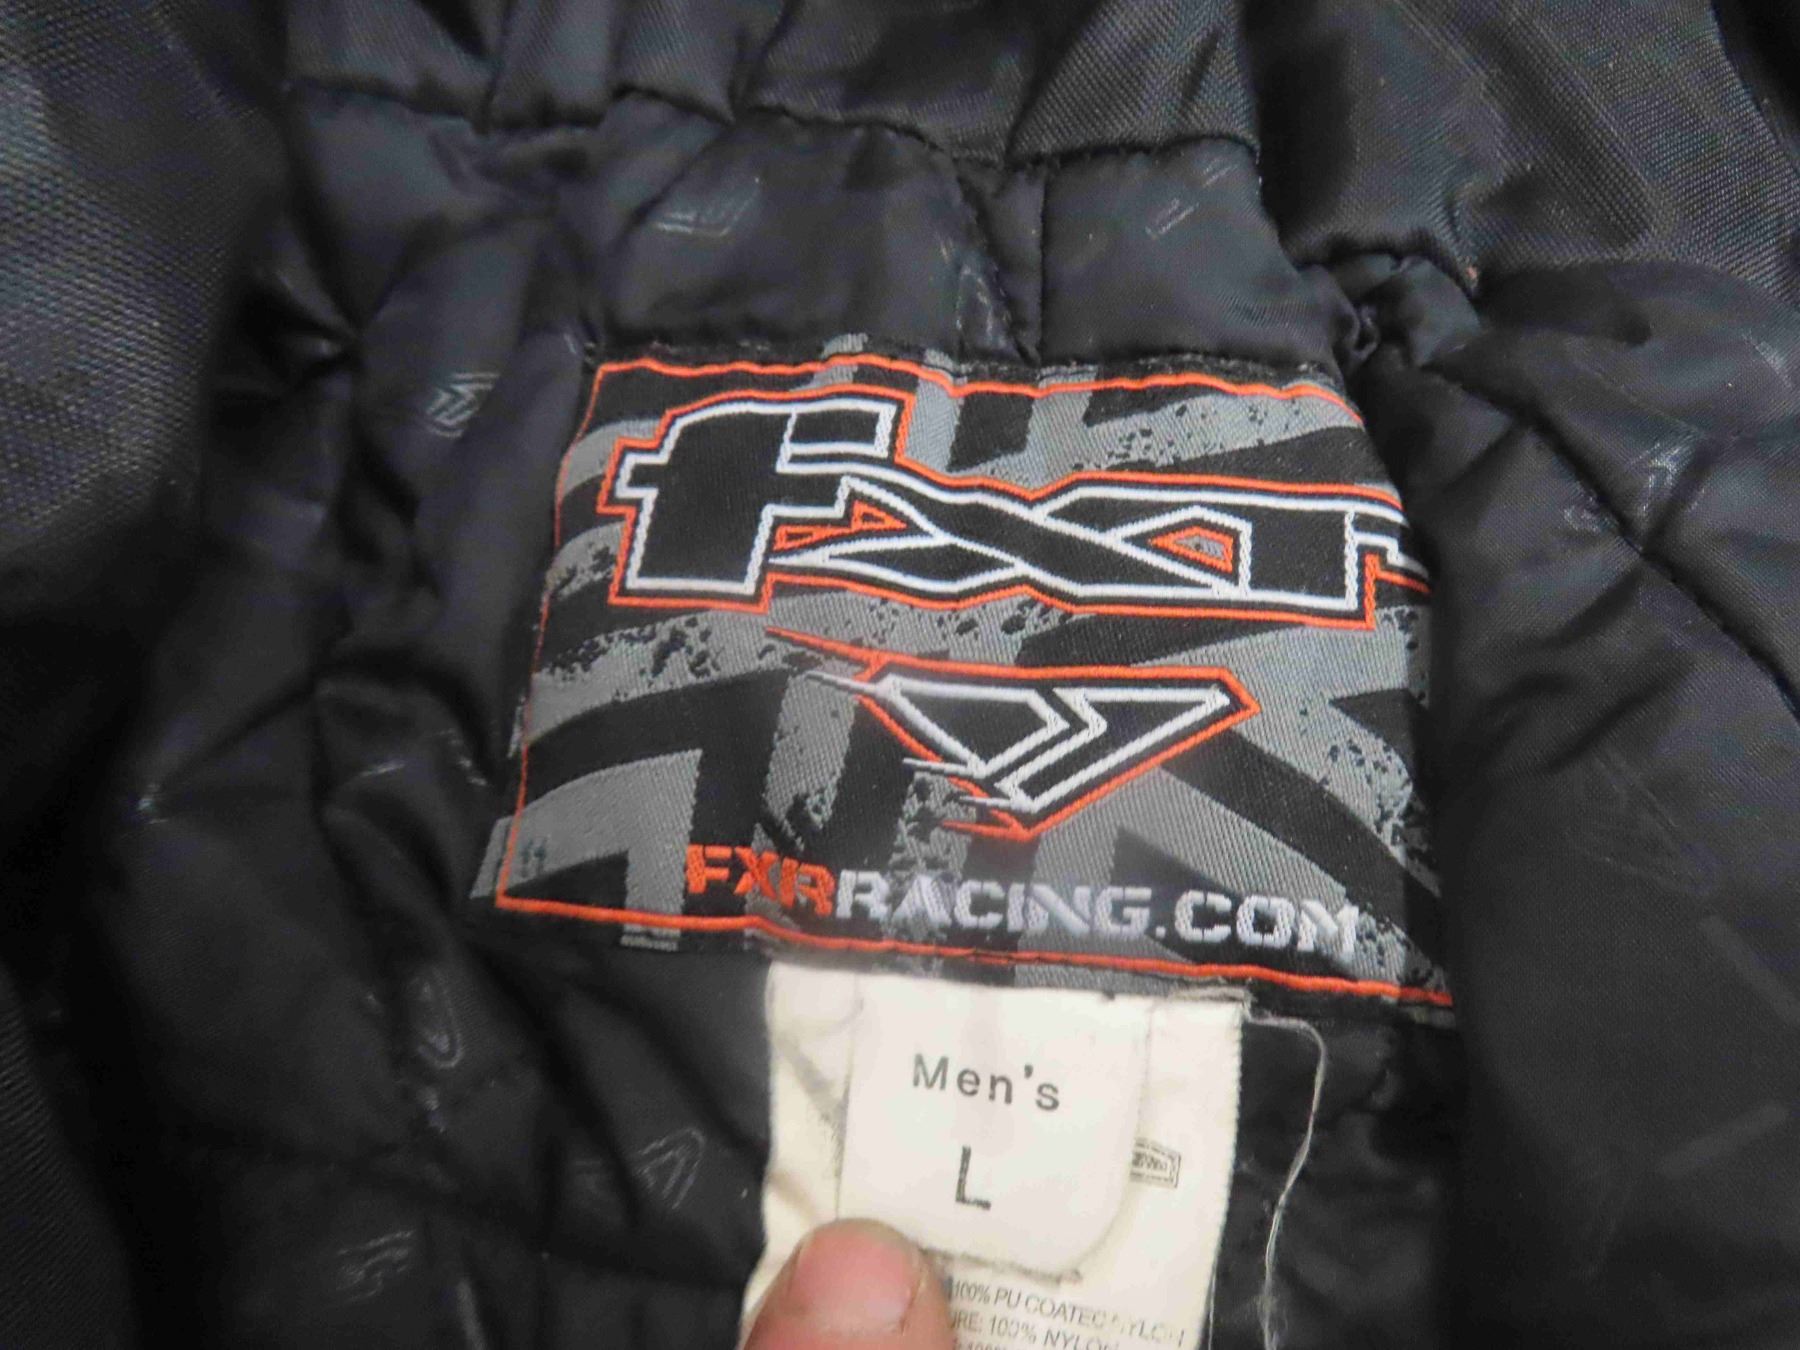 FXR
FXRRACING.COM
Men's
L
100% PU COATED NYLON
100% NYLON